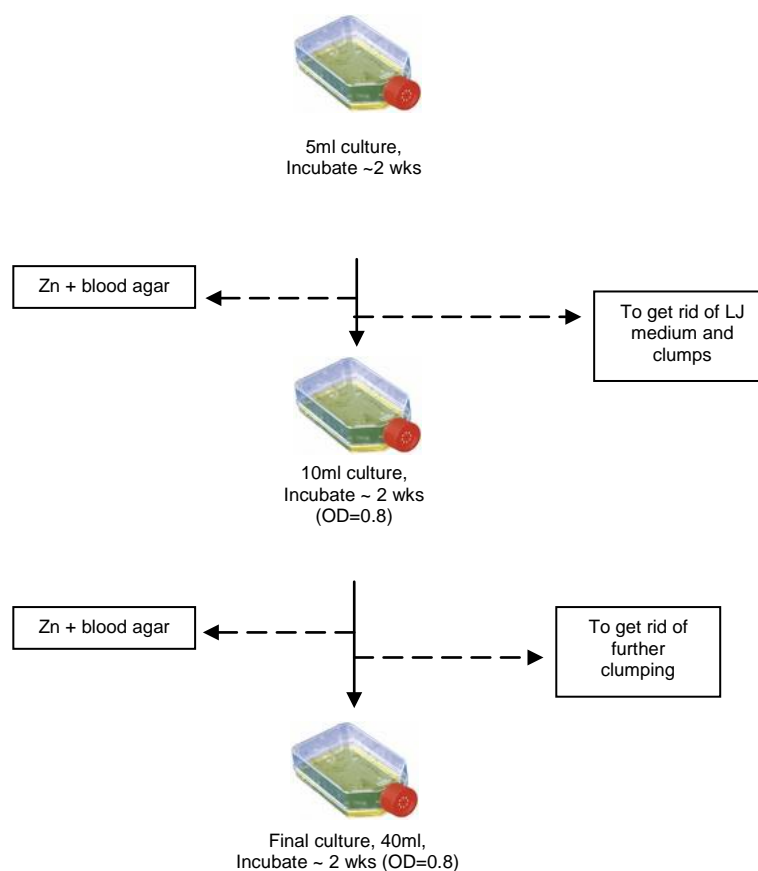 5ml culture,
Incubate ~2 wks
Zn + blood agar
To get rid of LJ
medium and
clumps
10ml culture,
Incubate ~ 2 wks
(OD=0.8)
Zn + blood agar
To get rid of
further
clumping
Final culture, 40ml,
Incubate ~ 2 wks (OD=0.8)